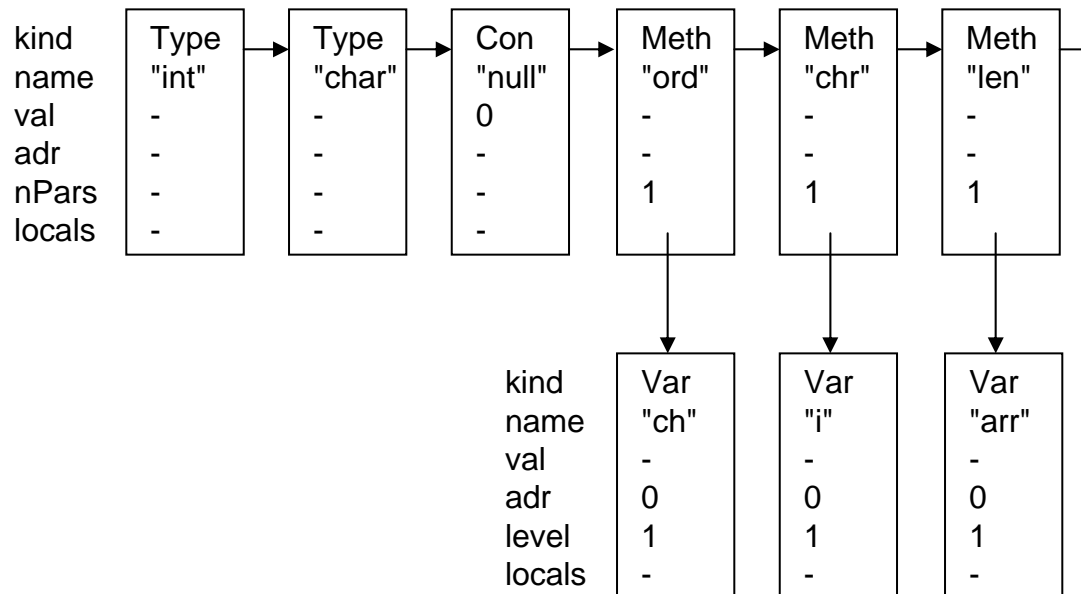 kind Type Type Con Meth Meth Meth
name "int" "char" "null" "ord" "chr" "len"
val - - 0 - - -
adr - - - - - -
nPars - - - 1 1 1
locals - - -
kind Var Var Var
name "ch" "i" "arr"
val - - -
adr 0 0 0
level 1 1 1
locals - - -